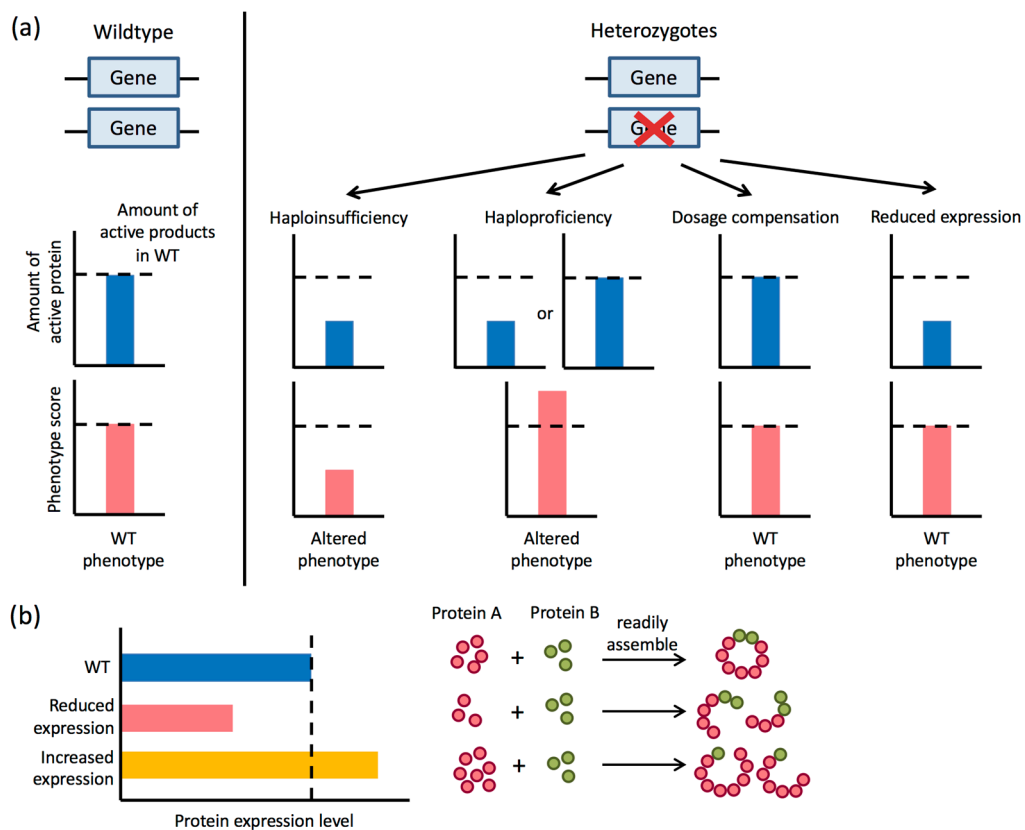 (a)
Wildtype
Gene
Gene
Amount of
active products
in WT
Amount of
active protein
Phenotype score
WT
phenotype
Heterozygotes
Gene
Gene
Haploinsufficiency
Haploproficiency
Dosage compensation
Reduced expression
or
Altered
phenotype
Altered
phenotype
WT
phenotype
WT
phenotype
(b)
WT
Reduced
expression
Increased
expression
Protein expression level
Protein A
Protein B
readily
assemble
+
+
+